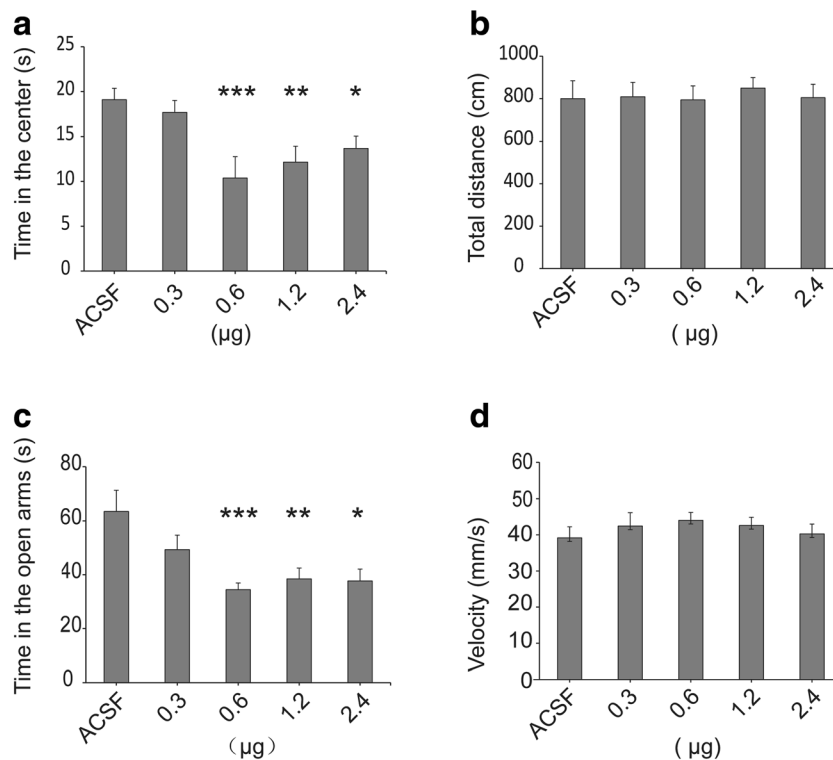 a
Time in the center (s)
25
20
15
10
5
0
*** ** *
ACSF 0.3 0.6 1.2 2.4
(µg)
b
Total distance (cm)
1000
800
600
400
200
0
ACSF 0.3 0.6 1.2 2.4
( µg)
c
Time in the open arms (s)
80
60
40
20
0
*** ** *
ACSF 0.3 0.6 1.2 2.4
（µg）
d
Velocity (mm/s)
60
50
40
30
20
10
0
ACSF 0.3 0.6 1.2 2.4
( µg)